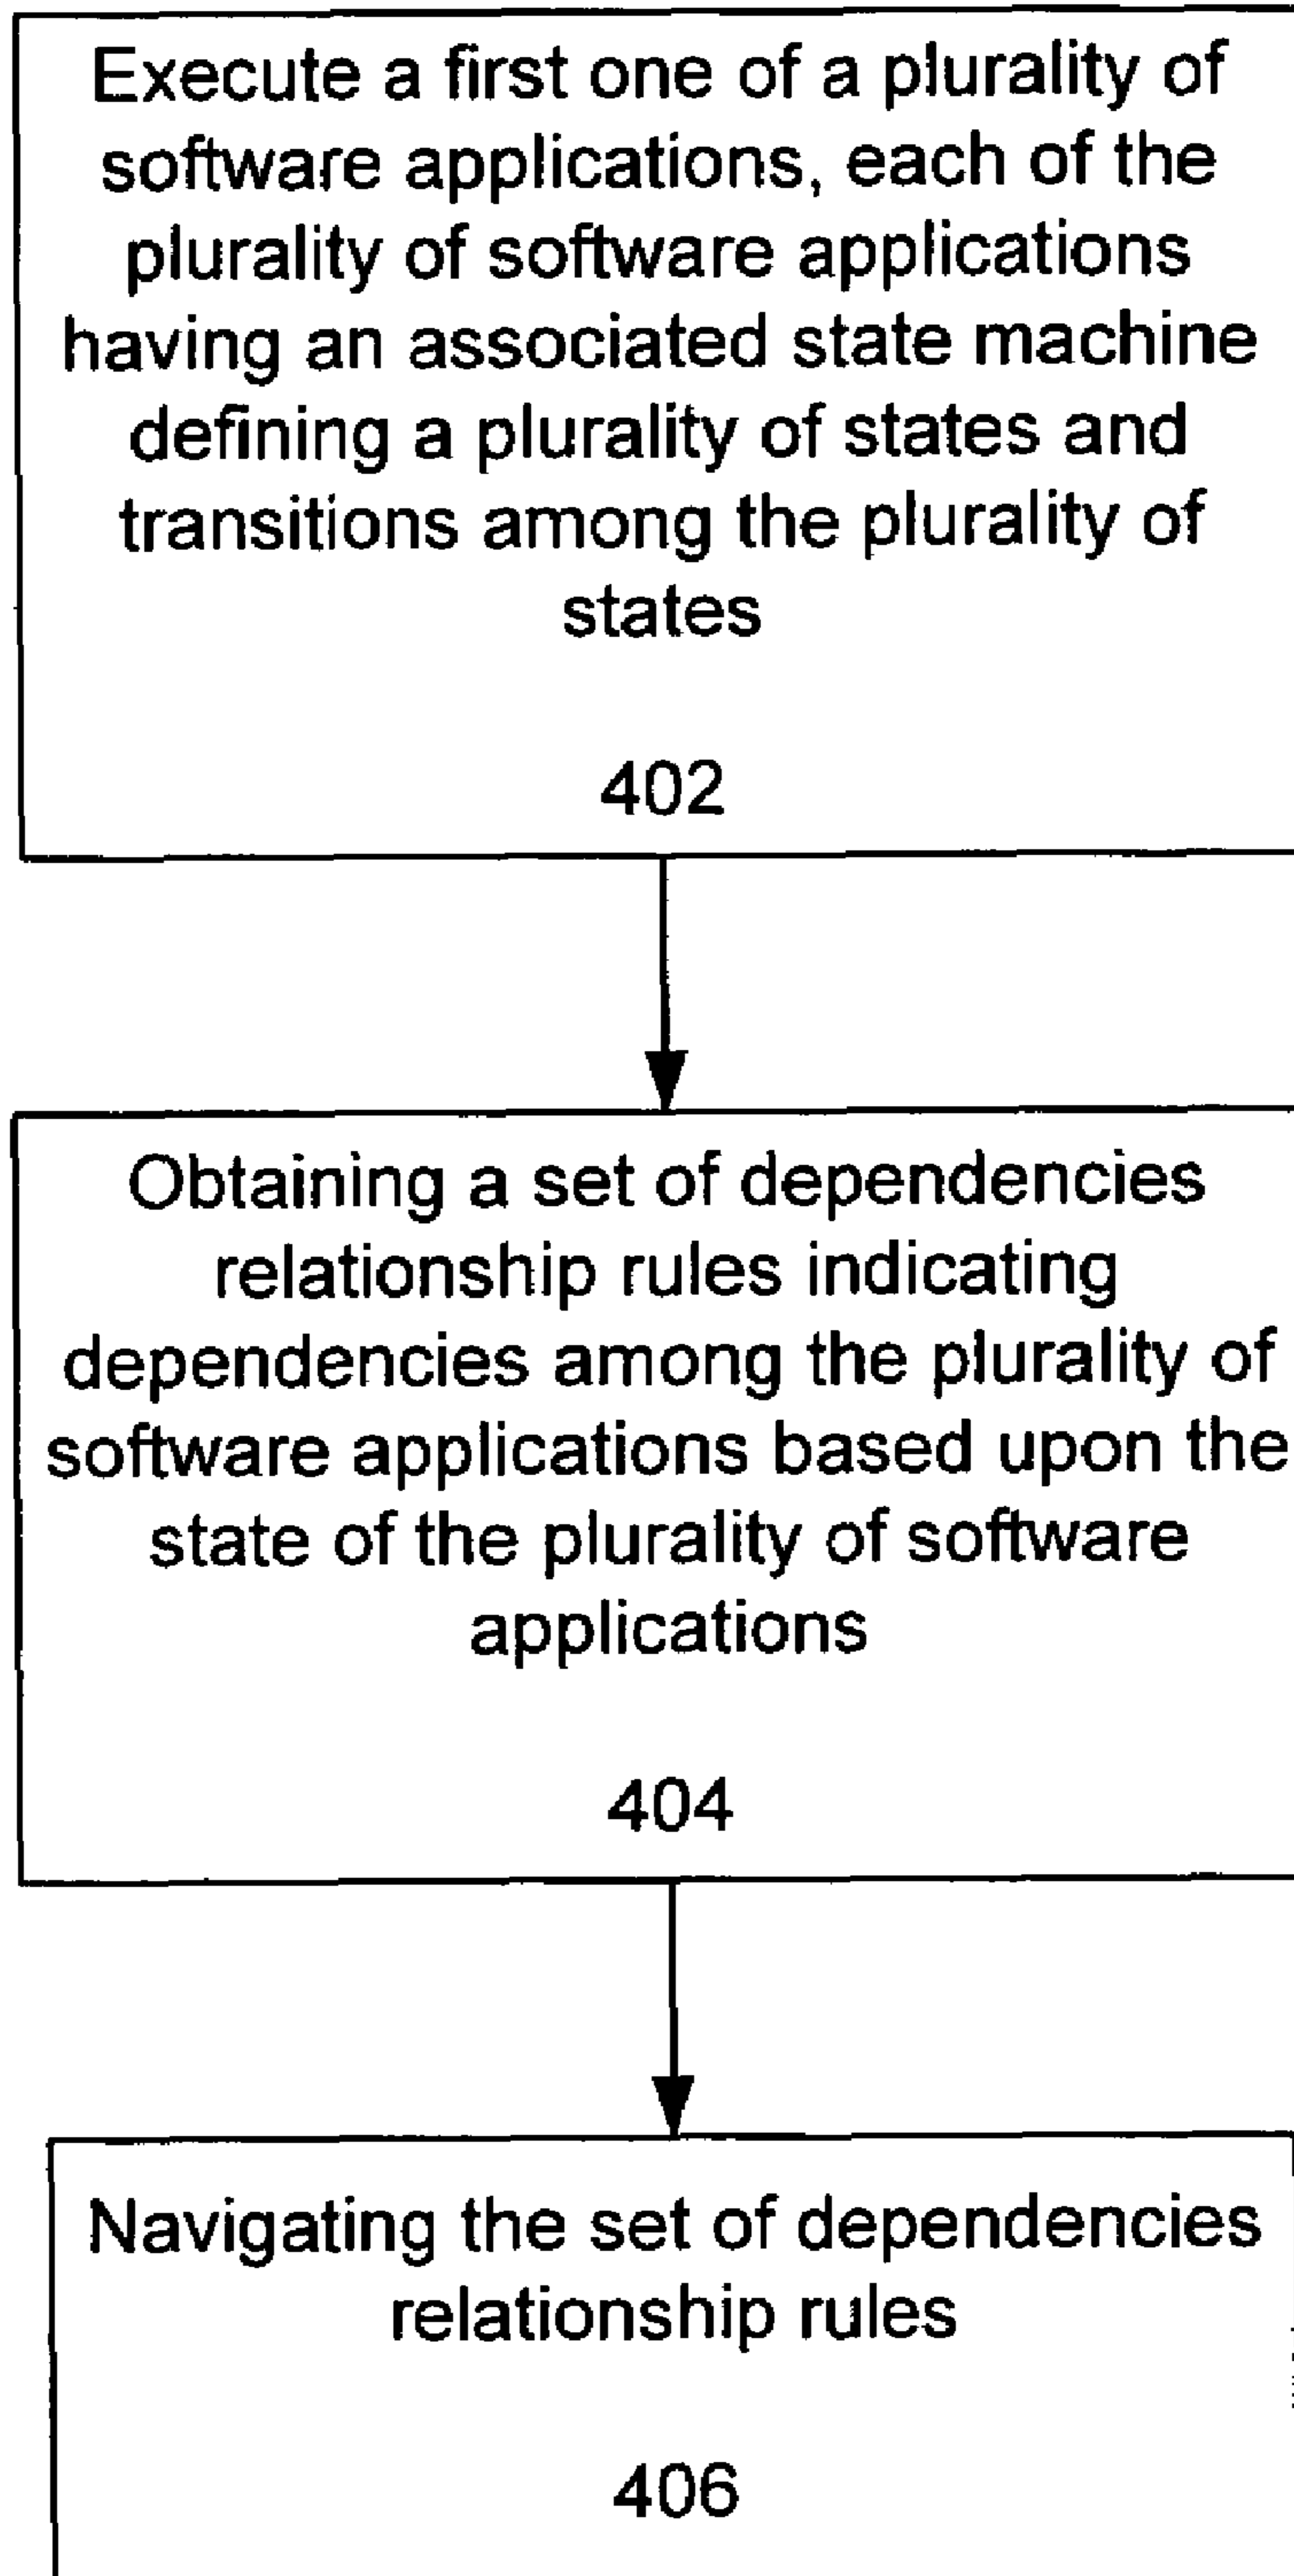 Execute a first one of a plurality of
software applications, each of the
plurality of software applications
having an associated state machine
defining a plurality of states and
transitions among the plurality of
states
402
Obtaining a set of dependencies
relationship rules indicating
dependencies among the plurality of
software applications based upon the
state of the plurality of software
applications
404
Navigating the set of dependencies
relationship rules
406